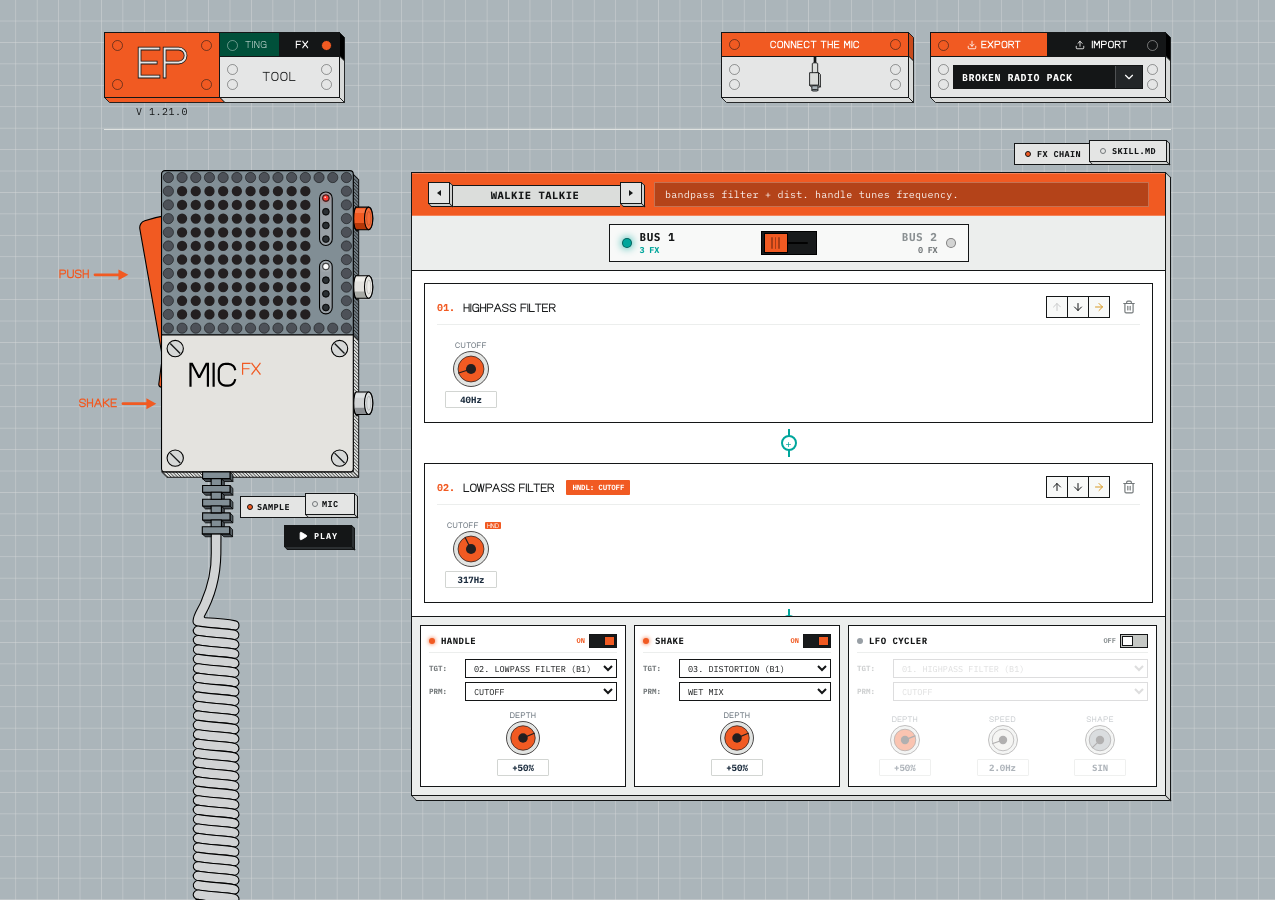 EP
TING
FX
TOOL
V 1.21.0
CONNECT THE MIC
EXPORT
IMPORT
BROKEN RADIO PACK
FX CHAIN
SKILL.MD
WALKIE TALKIE
bandpass filter + dist. handle tunes frequency.
BUS 1
3 FX
BUS 2
0 FX
01. HIGHPASS FILTER
CUTOFF
40Hz
02. LOWPASS FILTER
HNDL: CUTOFF
CUTOFF HND
317Hz
PUSH
MIC FX
SHAKE
SAMPLE
MIC
PLAY
HANDLE
ON
TGT: 02. LOWPASS FILTER (B1)
PRM: CUTOFF
DEPTH
+50%
SHAKE
ON
TGT: 03. DISTORTION (B1)
PRM: WET MIX
DEPTH
+50%
LFO CYCLER
OFF
TGT: 01. HIGHPASS FILTER (B1)
PRM: CUTOFF
DEPTH SPEED SHAPE
+50% 2.0Hz SIN